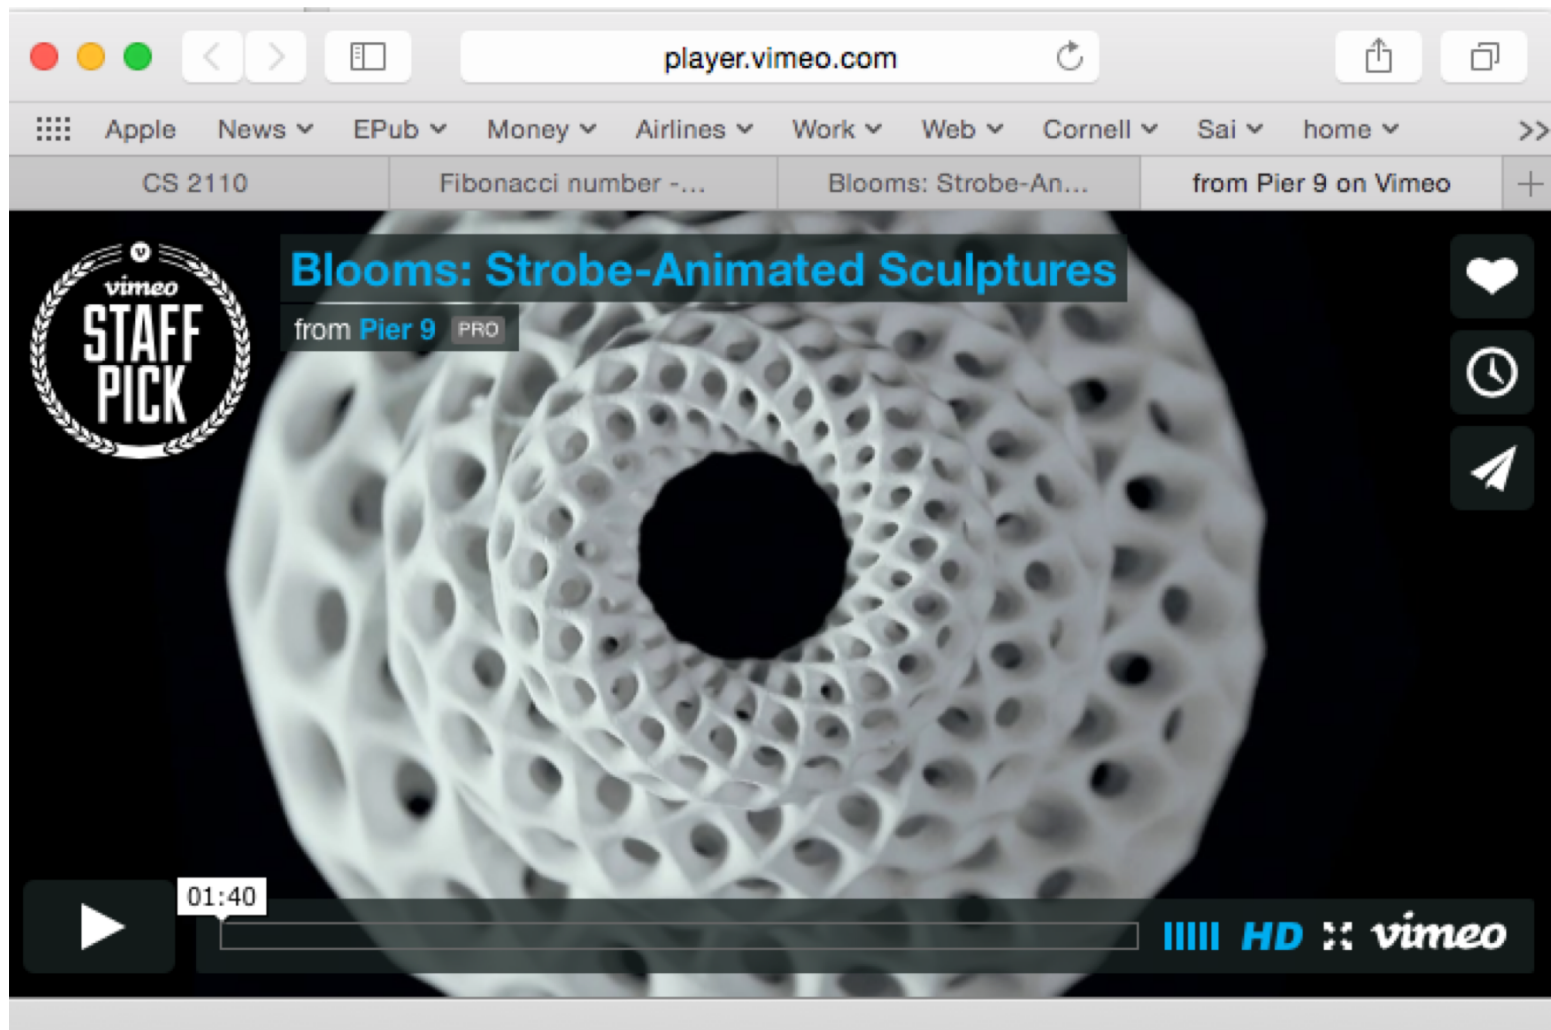 player.vimeo.com
Apple News EPub Money Airlines Work Web Cornell Sai home >>
CS 2110 Fibonacci number -... Blooms: Strobe-An... from Pier 9 on Vimeo +
v
vimeo
STAFF
PICK
Blooms: Strobe-Animated Sculptures
from Pier 9 PRO
01:40
HD vimeo